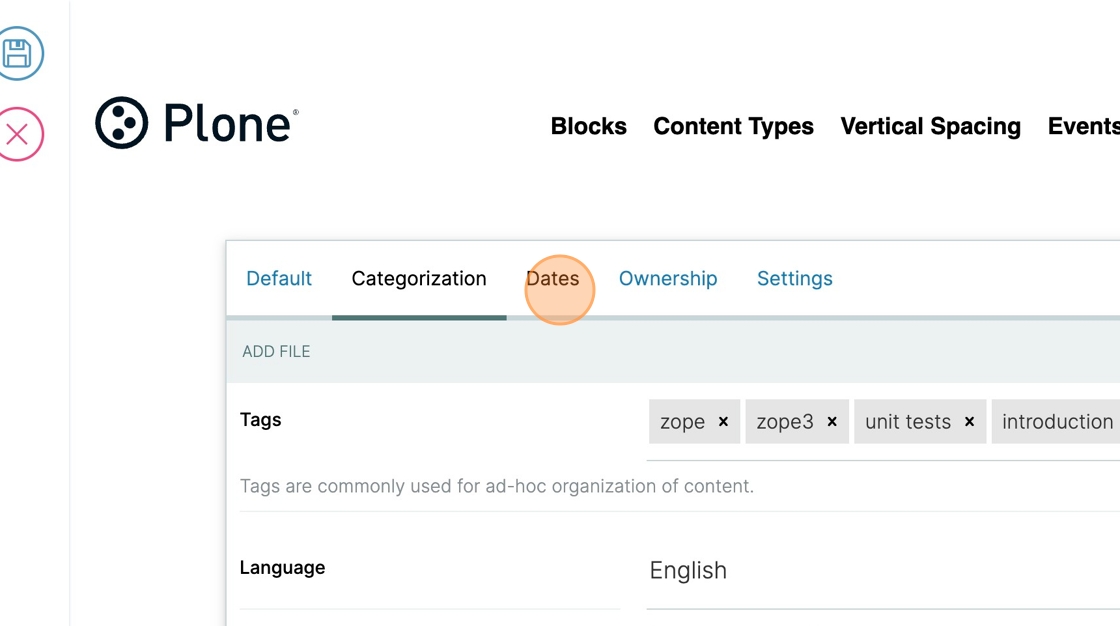 Plone®
Blocks Content Types Vertical Spacing Events
Default Categorization Dates Ownership Settings
ADD FILE
Tags zope × zope3 × unit tests × introduction
Tags are commonly used for ad-hoc organization of content.
Language English